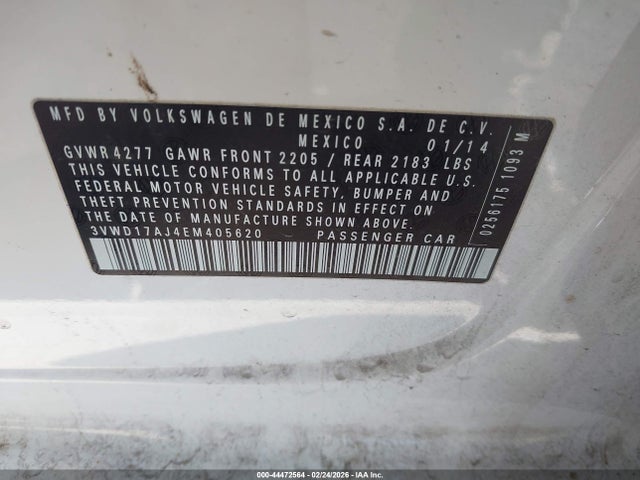 MFD BY VOLKSWAGEN DE MEXICO S.A. DE C.V.
MEXICO 01/14
GVWR 4277 GAWR FRONT 2205 / REAR 2183 LBS
THIS VEHICLE CONFORMS TO ALL APPLICABLE U.S.
FEDERAL MOTOR VEHICLE SAFETY, BUMPER AND
THEFT PREVENTION STANDARDS IN EFFECT ON
THE DATE OF MANUFACTURE SHOWN ABOVE.
3VWD17AJ4EM405620 PASSENGER CAR
0256175 1093 M
000-44472564 | 02/24/2026 | IAA Inc.